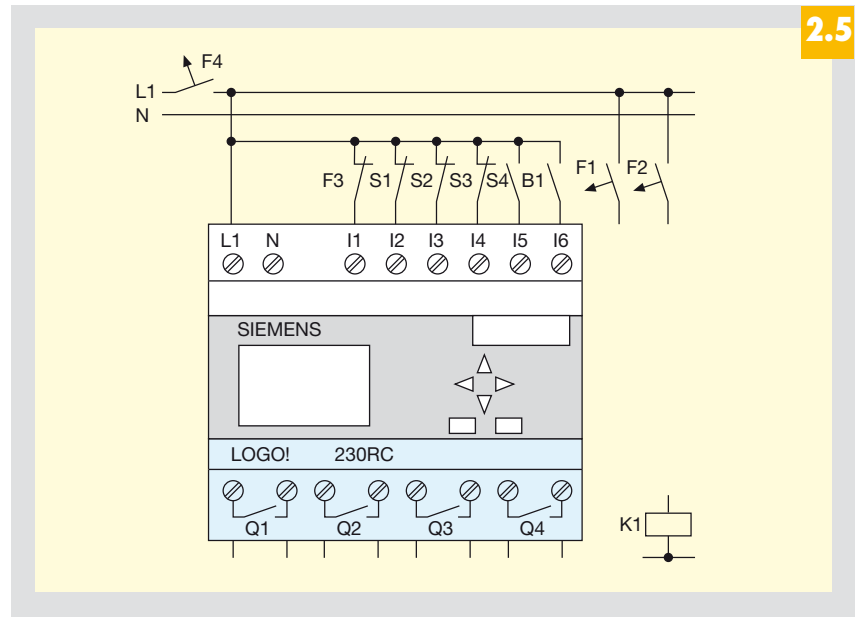 2.5
F4
L1
N
F3 S1 S2 S3 S4 B1 F1 F2
L1 N I1 I2 I3 I4 I5 I6
SIEMENS
LOGO! 230RC
Q1 Q2 Q3 Q4
K1